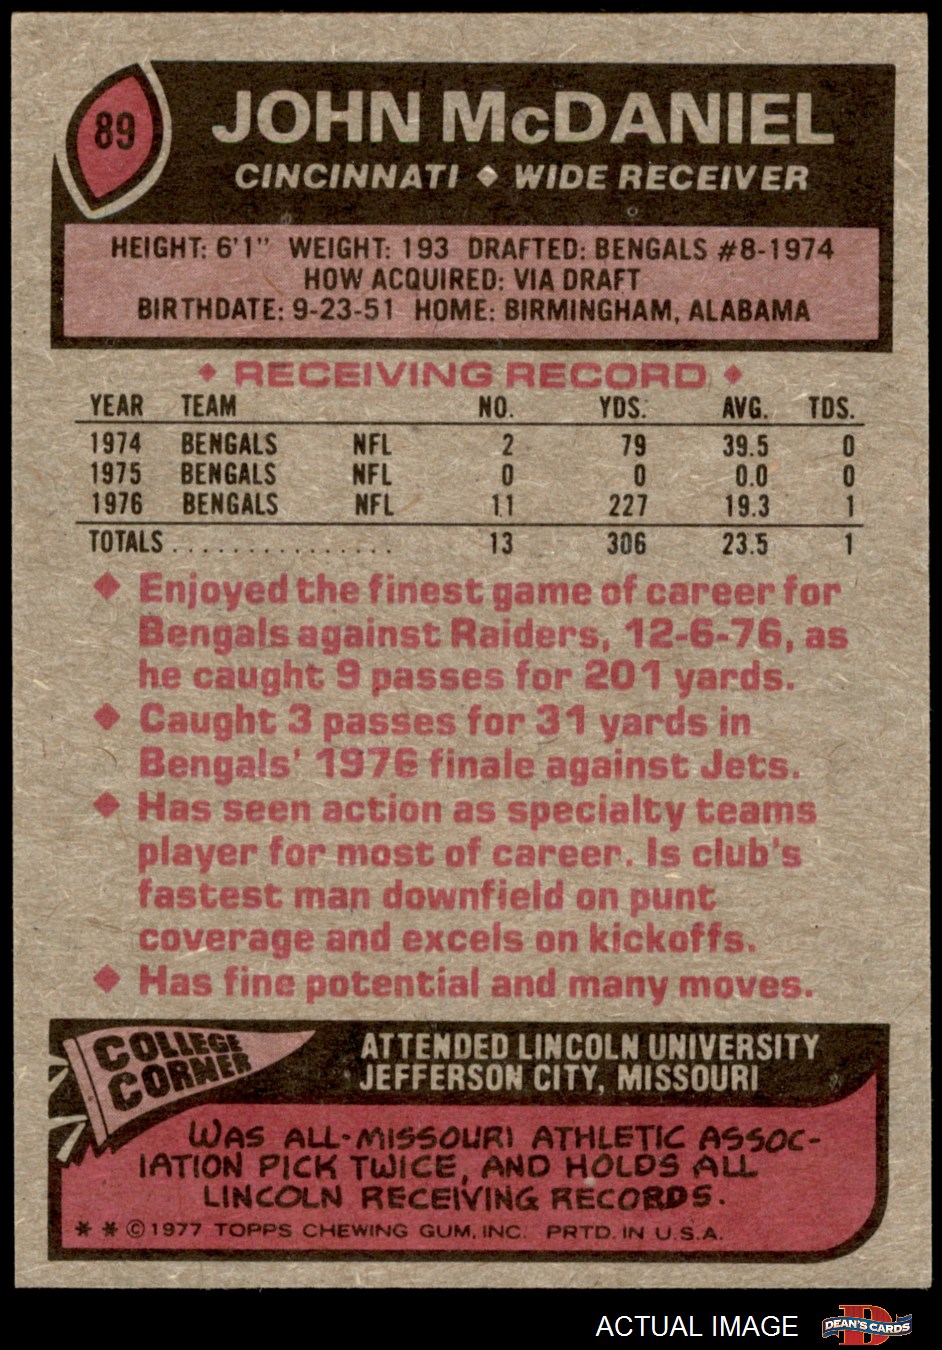 89
JOHN McDANIEL
CINCINNATI ◆ WIDE RECEIVER
HEIGHT: 6'1" WEIGHT: 193 DRAFTED: BENGALS #8-1974
HOW ACQUIRED: VIA DRAFT
BIRTHDATE: 9-23-51 HOME: BIRMINGHAM, ALABAMA
◆ RECEIVING RECORD ◆
YEAR TEAM NO. YDS. AVG. TDS.
1974 BENGALS NFL 2 79 39.5 0
1975 BENGALS NFL 0 0 0.0 0
1976 BENGALS NFL 11 227 19.3 1
TOTALS . . . . . . . . . . . . . . . 13 306 23.5 1
◆ Enjoyed the finest game of career for
Bengals against Raiders, 12-6-76, as
he caught 9 passes for 201 yards.
◆ Caught 3 passes for 31 yards in
Bengals' 1976 finale against Jets.
◆ Has seen action as specialty teams
player for most of career. Is club's
fastest man downfield on punt
coverage and excels on kickoffs.
◆ Has fine potential and many moves.
COLLEGE
CORNER
ATTENDED LINCOLN UNIVERSITY
JEFFERSON CITY, MISSOURI
WAS ALL-MISSOURI ATHLETIC ASSOC-
IATION PICK TWICE, AND HOLDS ALL
LINCOLN RECEIVING RECORDS.
* * © 1977 TOPPS CHEWING GUM, INC. PRTD. IN U.S.A.
ACTUAL IMAGE
DEAN'S CARDS